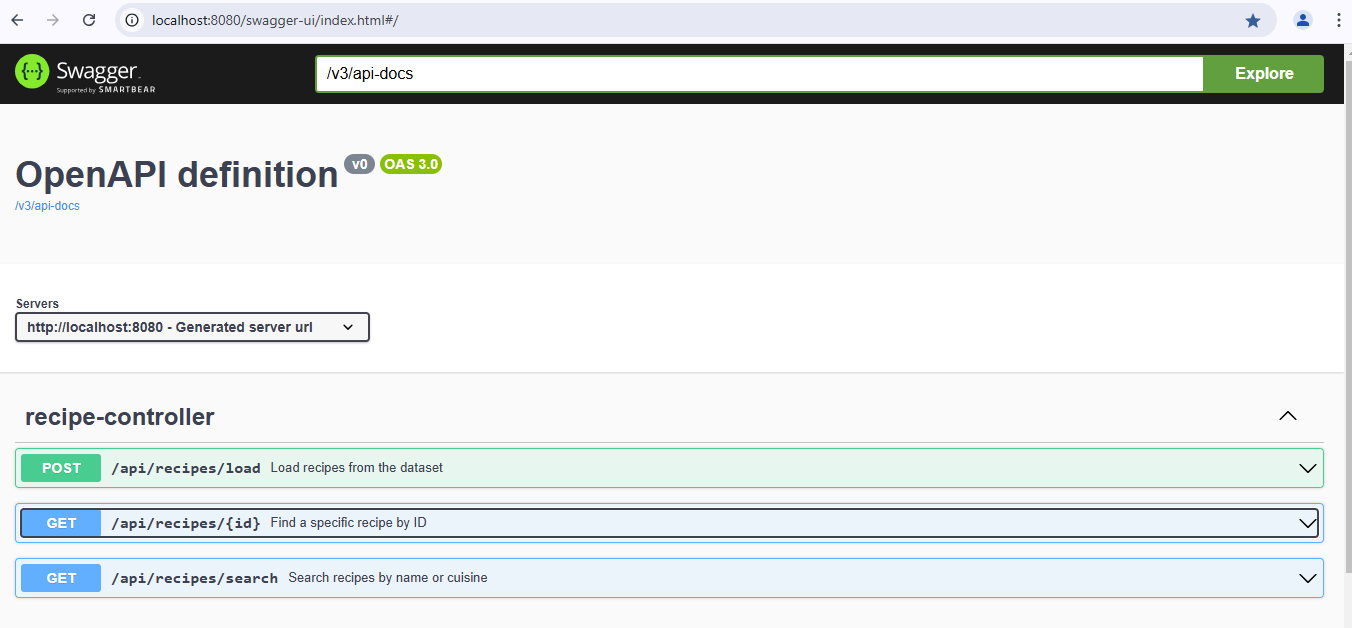 localhost:8080/swagger-ui/index.html#/
{··} Swagger.
Supported by SMARTBEAR
/v3/api-docs
Explore
OpenAPI definition v0 OAS 3.0
/v3/api-docs
Servers
http://localhost:8080 - Generated server url
recipe-controller
POST /api/recipes/load Load recipes from the dataset
GET /api/recipes/{id} Find a specific recipe by ID
GET /api/recipes/search Search recipes by name or cuisine